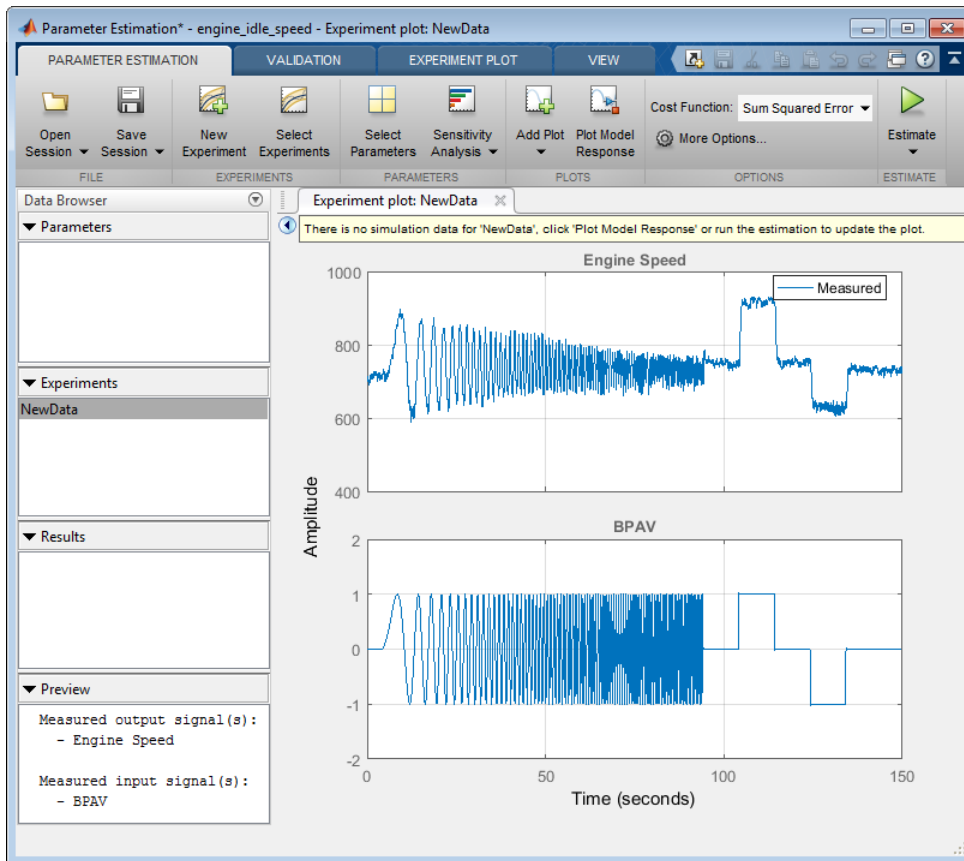 Parameter Estimation* - engine_idle_speed - Experiment plot: NewData
PARAMETER ESTIMATION
VALIDATION
EXPERIMENT PLOT
VIEW
Open Session
Save Session
New Experiment
Select Experiments
Select Parameters
Sensitivity Analysis
Add Plot
Plot Model Response
Cost Function: Sum Squared Error
More Options...
Estimate
FILE
EXPERIMENTS
PARAMETERS
PLOTS
OPTIONS
ESTIMATE
Data Browser
Parameters
Experiments
NewData
Results
Preview
Measured output signal(s):
- Engine Speed
Measured input signal(s):
- BPAV
Experiment plot: NewData
There is no simulation data for 'NewData', click 'Plot Model Response' or run the estimation to update the plot.
Engine Speed
Measured
1000
800
600
400
Amplitude
BPAV
2
1
0
-1
-2
0
50
100
150
Time (seconds)